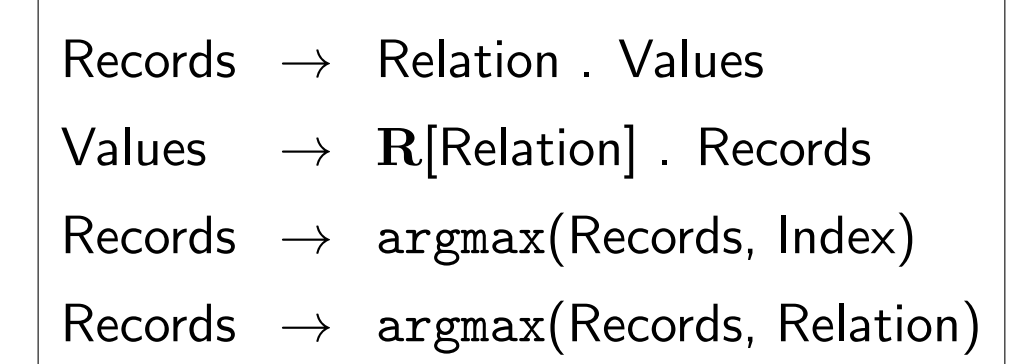 Records → Relation . Values
Values → R[Relation] . Records
Records → argmax(Records, Index)
Records → argmax(Records, Relation)